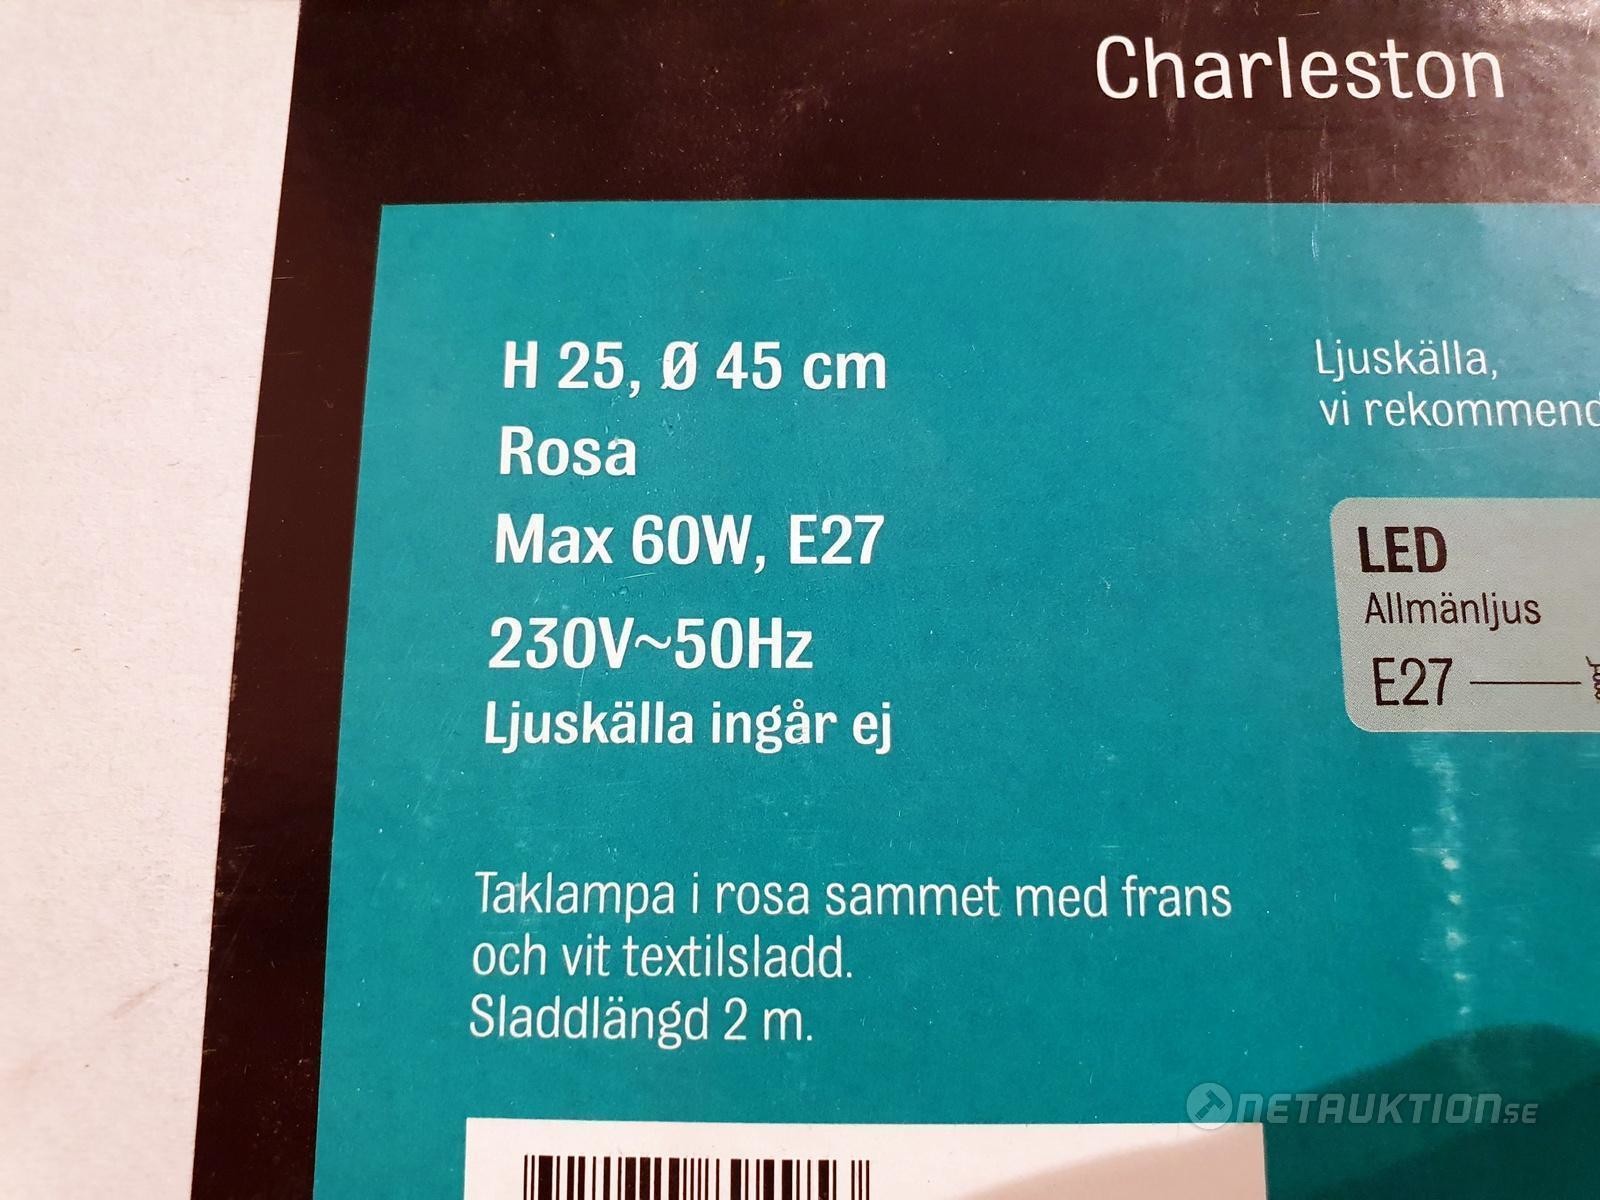 Charleston
H 25, Ø 45 cm
Rosa
Max 60W, E27
230V~50Hz
Ljuskälla ingår ej
Taklampa i rosa sammet med frans
och vit textilsladd.
Sladdlängd 2 m.
Ljuskälla,
vi
LED
Allmänljus
E27
NETAUKTION.SE